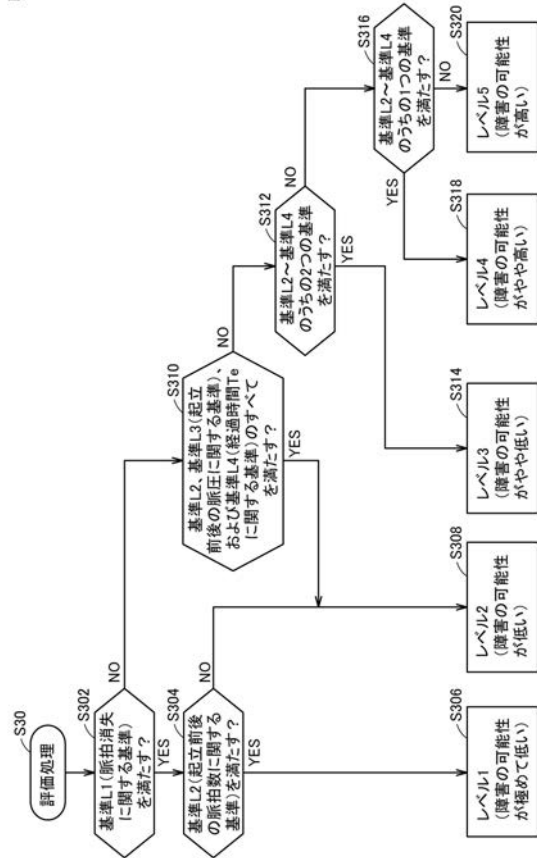 S30
評価処理
S302
基準L1(脈拍消失
に関する基準)
を満たす?
NO
YES
S304
基準L2(起立前後
の脈拍数に関する
基準)を満たす?
NO
YES
S306
レベル1
(障害の可能性
が極めて低い)
S308
レベル2
(障害の可能性
が低い)
S310
基準L2、基準L3(起立
前後の脈圧に関する基準)、
および基準L4(経過時間Te
に関する基準)のすべて
を満たす?
NO
YES
S312
基準L2～基準L4
のうちの2つの基準
を満たす?
NO
YES
S314
レベル3
(障害の可能性
がやや低い)
S316
基準L2～基準L4
のうちの1つの基準
を満たす?
NO
YES
S318
レベル4
(障害の可能性
がやや高い)
S320
レベル5
(障害の可能性
が高い)